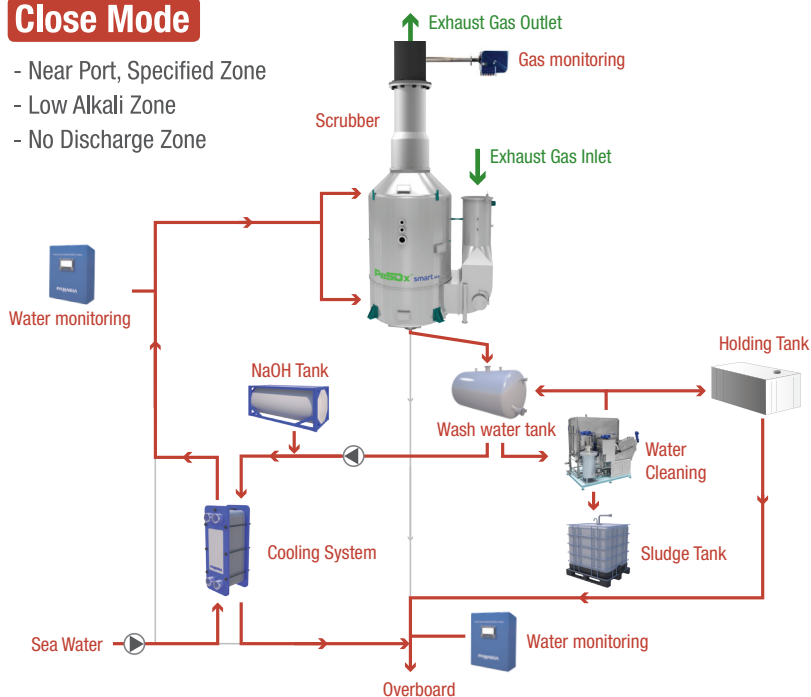 Close Mode
- Near Port, Specified Zone
- Low Alkali Zone
- No Discharge Zone
Exhaust Gas Outlet
Gas monitoring
Scrubber
Exhaust Gas Inlet
smart
Water monitoring
NaOH Tank
Holding Tank
Wash water tank
Water
Cleaning
Cooling System
Sludge Tank
Sea Water
Water monitoring
Overboard